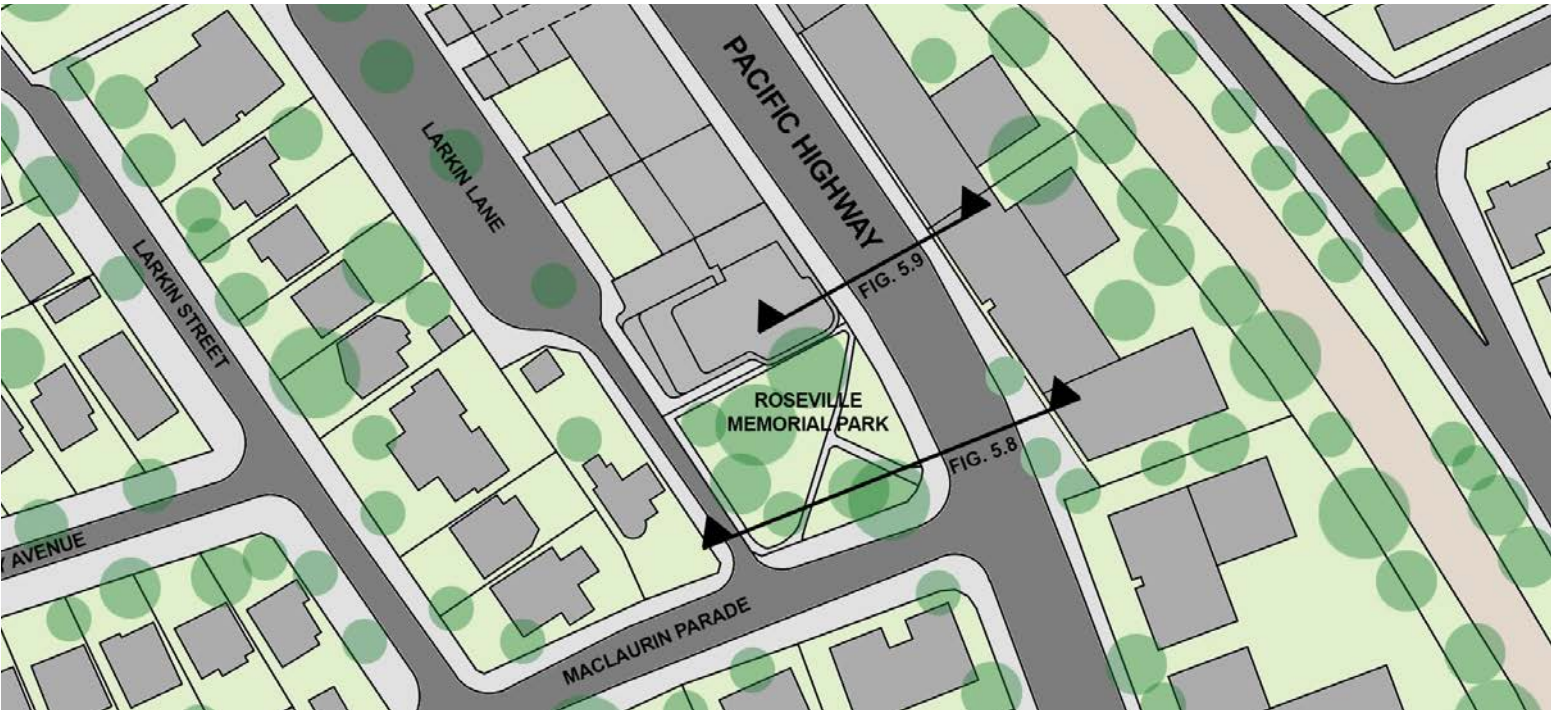 PACIFIC HIGHWAY
LARKIN LANE
LARKIN STREET
FIG. 5.9
ROSEVILLE
MEMORIAL PARK
FIG. 5.8
Y AVENUE
MACLAURIN PARADE